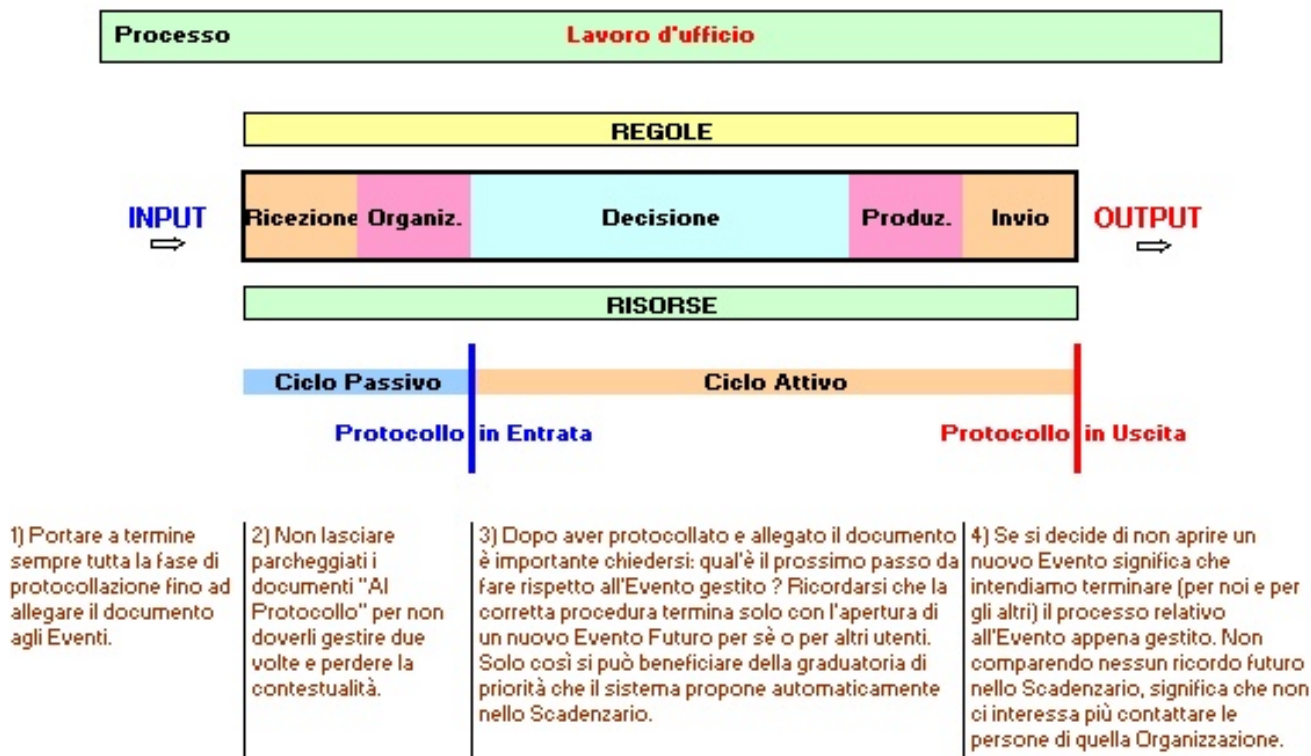 Processo
Lavoro d'ufficio
REGOLE
INPUT
Ricezione
Organiz.
Decisione
Produz.
Invio
OUTPUT
RISORSE
Ciclo Passivo
Ciclo Attivo
Protocollo in Entrata
Protocollo in Uscita
1) Portare a termine
sempre tutta la fase di
protocollazione fino ad
allegare il documento
agli Eventi.
2) Non lasciare
parcheggiati i
documenti "Al
Protocollo" per non
doverli gestire due
volte e perdere la
contestualità.
3) Dopo aver protocollato e allegato il documento
è importante chiedersi: qual'è il prossimo passo da
fare rispetto all'Evento gestito ? Ricordarsi che la
corretta procedura termina solo con l'apertura di
un nuovo Evento Futuro per sè o per altri utenti.
Solo così si può beneficiare della graduatoria di
priorità che il sistema propone automaticamente
nello Scadenzario.
4) Se si decide di non aprire un
nuovo Evento significa che
intendiamo terminare (per noi e per
gli altri) il processo relativo
all'Evento appena gestito. Non
comparendo nessun ricordo futuro
nello Scadenzario, significa che non
ci interessa più contattare le
persone di quella Organizzazione.